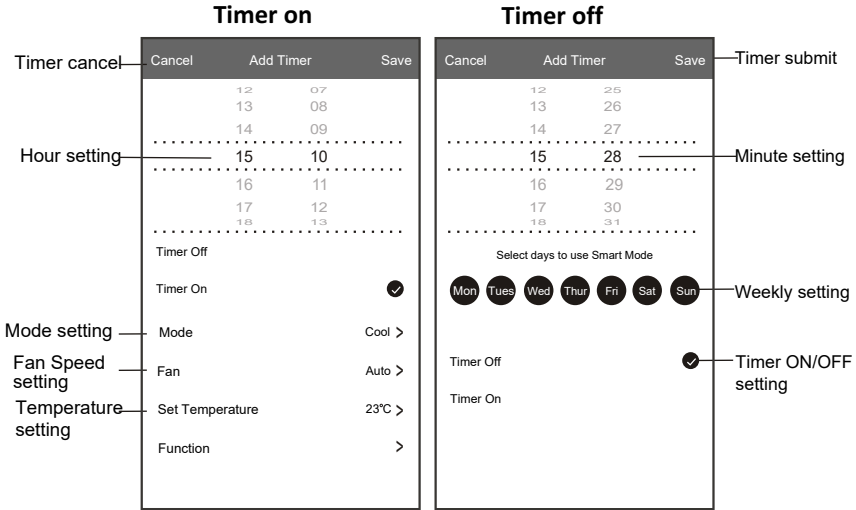 Timer on
Timer off
Timer cancel
Cancel Add Timer Save
Cancel Add Timer Save
Timer submit
12 07
13 08
14 09
15 10
16 11
17 12
18 13
Hour setting
12 25
13 26
14 27
15 28
16 29
17 30
18 31
Minute setting
Timer Off
Timer On
Mode setting
Mode Cool >
Fan Speed
setting
Fan Auto >
Temperature
setting
Set Temperature 23℃ >
Function >
Select days to use Smart Mode
Mon Tues Wed Thur Fri Sat Sun
Weekly setting
Timer Off
Timer ON/OFF
setting
Timer On